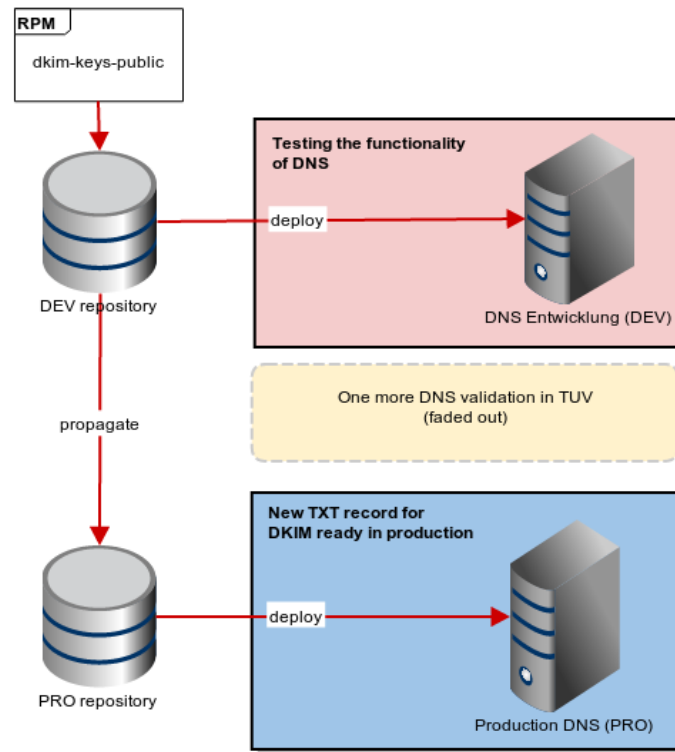 RPM
dkim-keys-public
Testing the functionality
of DNS
deploy
DEV repository
DNS Entwicklung (DEV)
One more DNS validation in TUV
(faded out)
propagate
New TXT record for
DKIM ready in production
deploy
PRO repository
Production DNS (PRO)